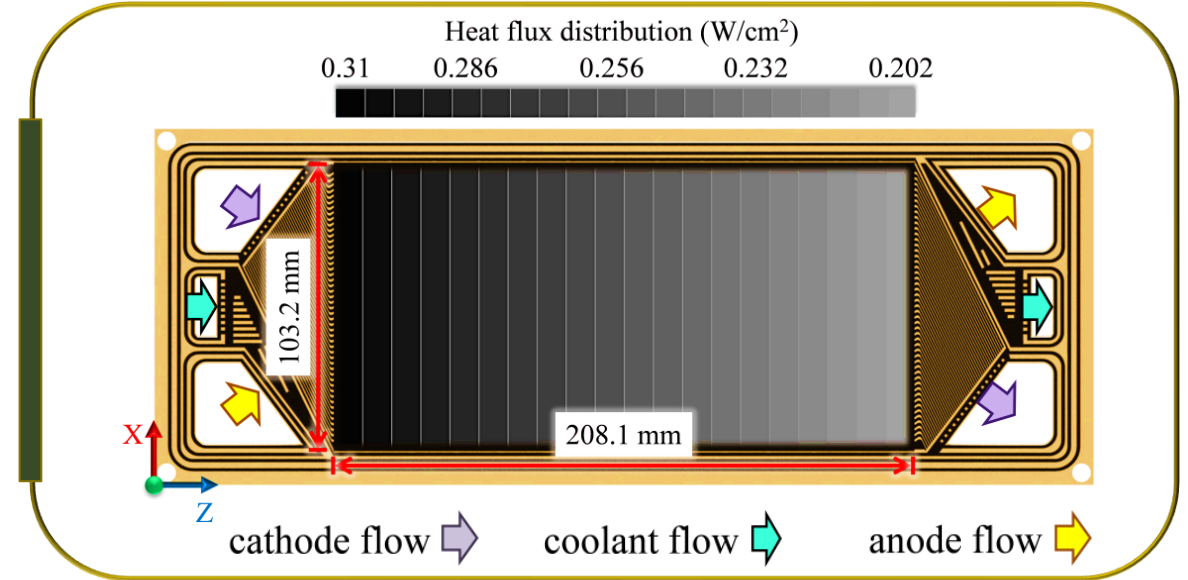 Heat flux distribution (W/cm²)
0.31 0.286 0.256 0.232 0.202
103.2 mm
208.1 mm
X
Z
cathode flow coolant flow anode flow